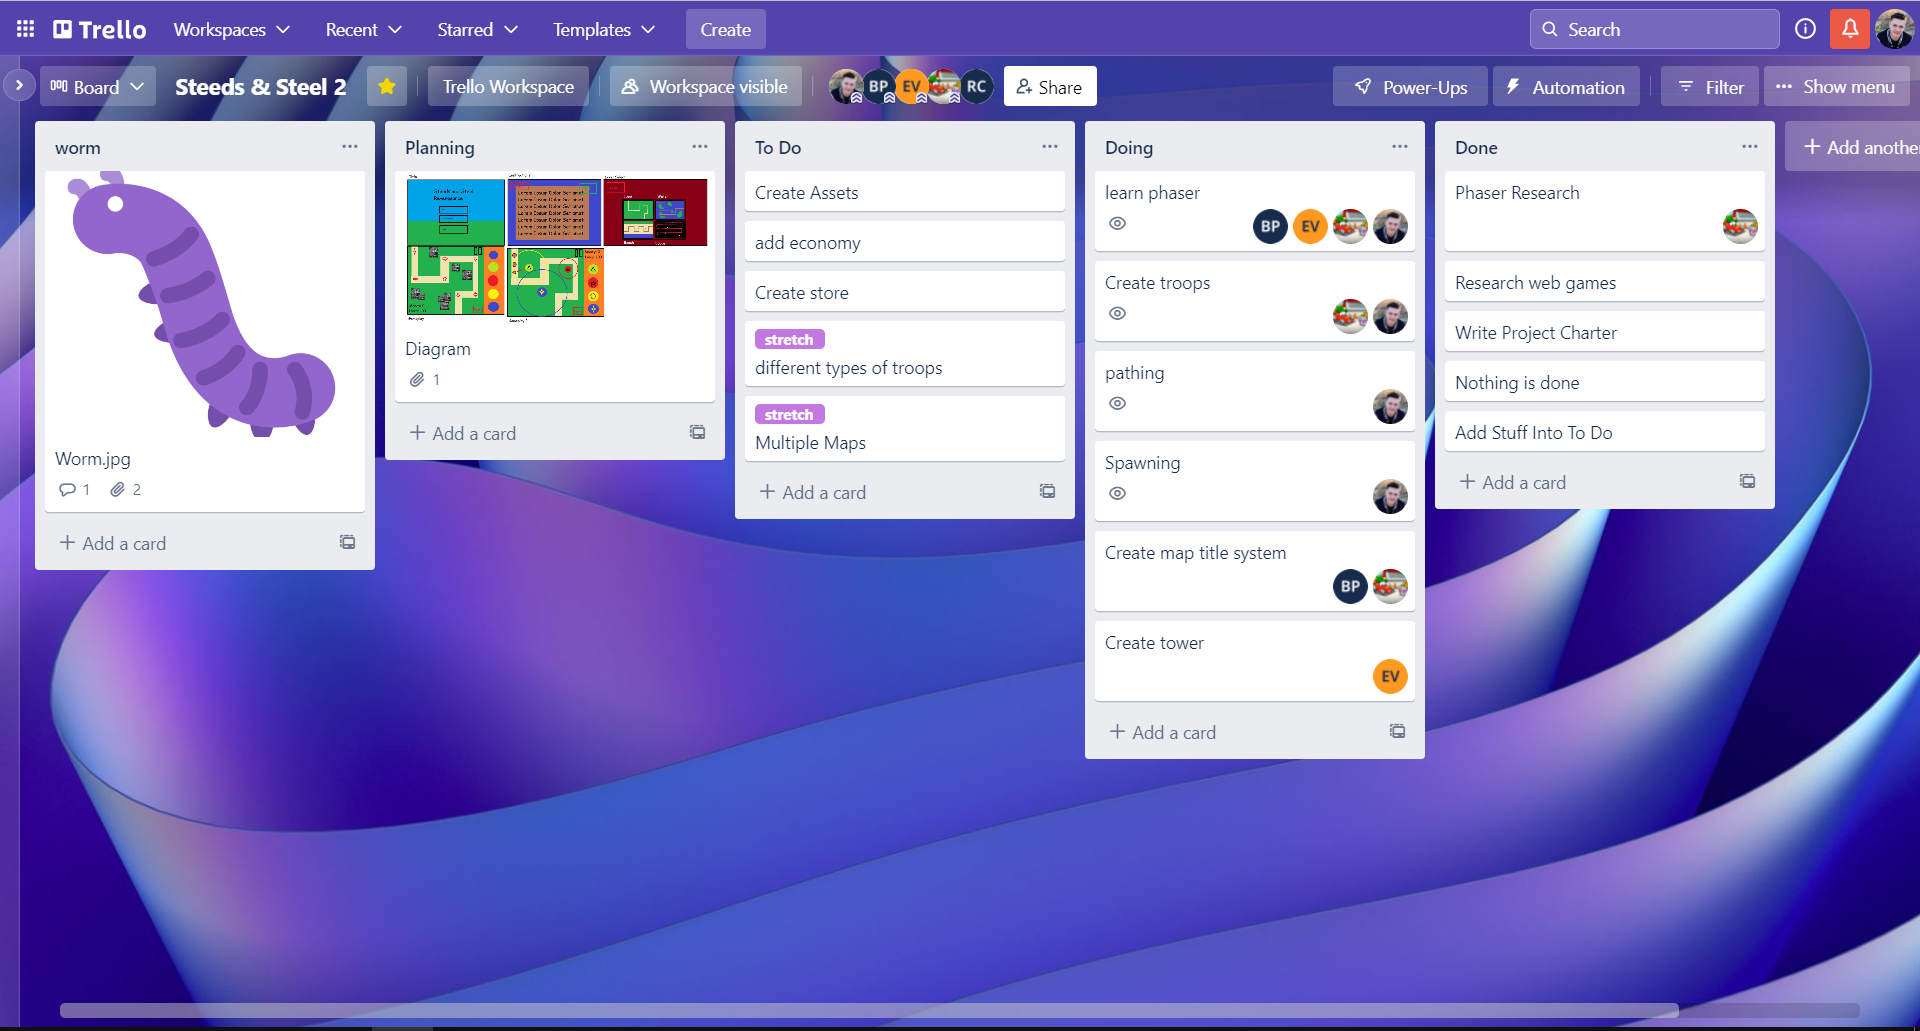 Trello
Workspaces
Recent
Starred
Templates
Create
Search
Board
Steeds & Steel 2
Trello Workspace
Workspace visible
BP
EV
RC
Share
Power-Ups
Automation
Filter
Show menu
worm
Worm.jpg
1
2
+ Add a card
Planning
Diagram
1
+ Add a card
To Do
Create Assets
add economy
Create store
stretch
different types of troops
stretch
Multiple Maps
+ Add a card
Doing
learn phaser
BP
EV
Create troops
pathing
Spawning
Create map title system
BP
Create tower
EV
+ Add a card
Done
Phaser Research
Research web games
Write Project Charter
Nothing is done
Add Stuff Into To Do
+ Add a card
+ Add another